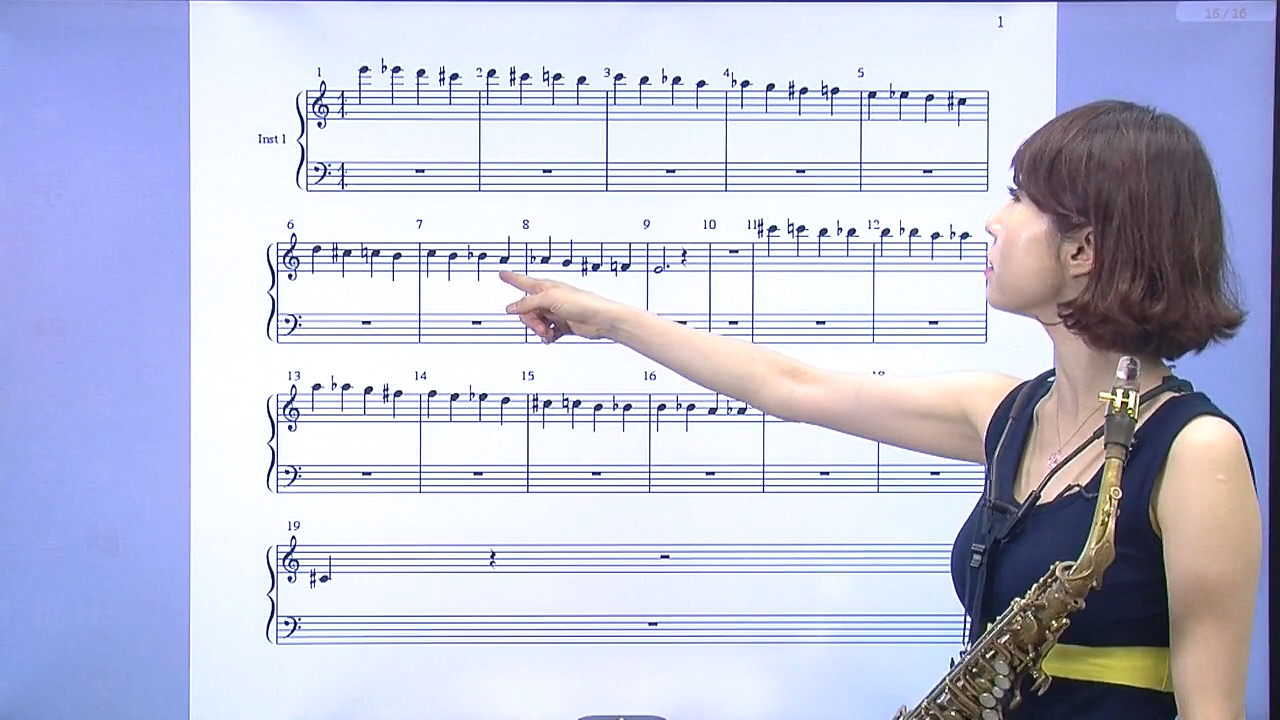 16 / 16
1
1 2 3 4 5
Inst 1
6 7 8 9 10 11 12
13 14 15 16
19